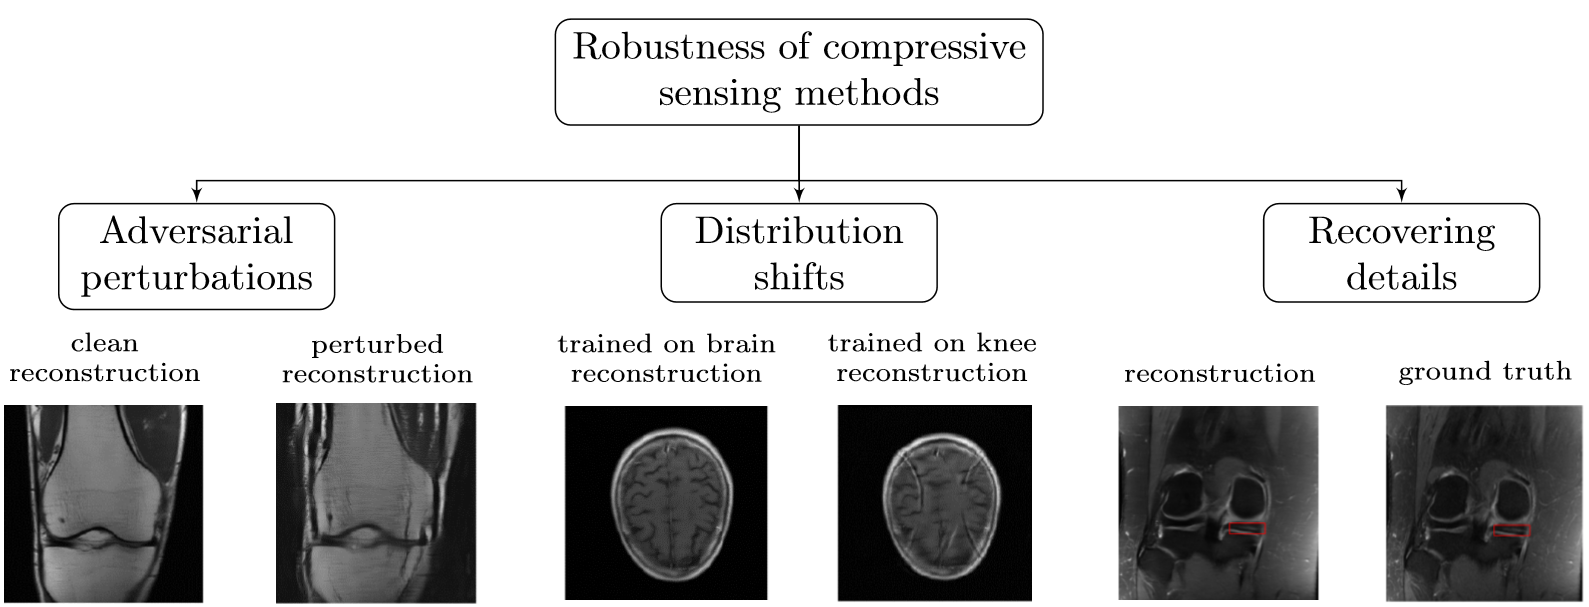 Robustness of compressive
sensing methods
Adversarial
perturbations
Distribution
shifts
Recovering
details
clean
reconstruction
perturbed
reconstruction
trained on brain
reconstruction
trained on knee
reconstruction
reconstruction
ground truth